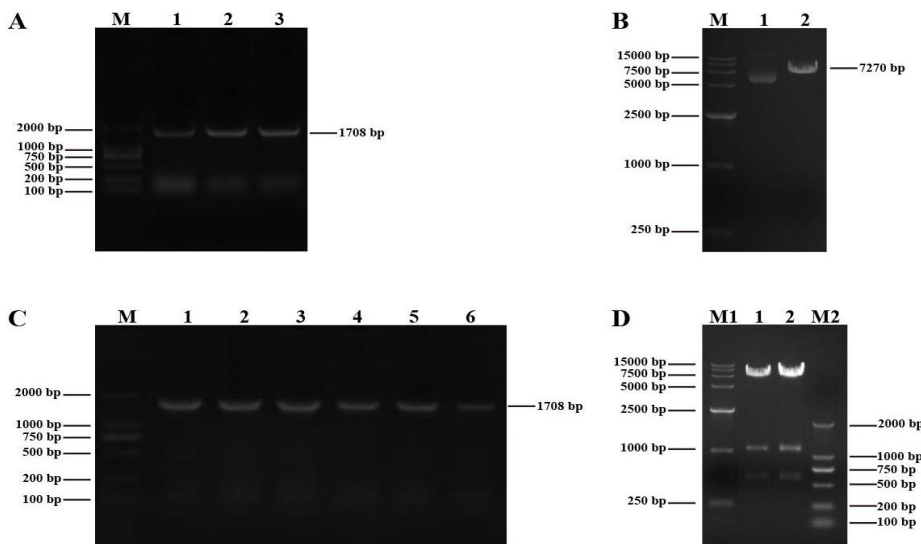 A
M 1 2 3
2000 bp
1000 bp
750 bp
500 bp
200 bp
100 bp
1708 bp
B
M 1 2
15000 bp
7500 bp
5000 bp
2500 bp
1000 bp
250 bp
7270 bp
C
M 1 2 3 4 5 6
2000 bp
1000 bp
750 bp
500 bp
200 bp
100 bp
1708 bp
D
M1 1 2 M2
15000 bp
7500 bp
5000 bp
2500 bp
1000 bp
250 bp
2000 bp
1000 bp
750 bp
500 bp
200 bp
100 bp